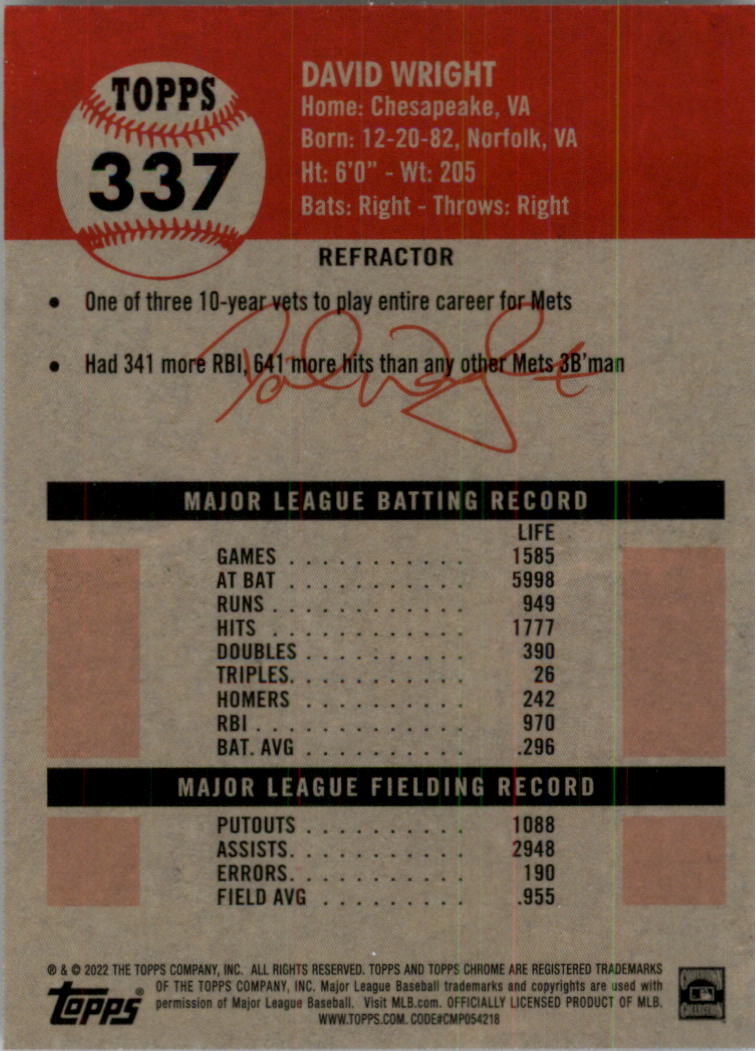 TOPPS
337
DAVID WRIGHT
Home: Chesapeake, VA
Born: 12-20-82, Norfolk, VA
Ht: 6'0" - Wt: 205
Bats: Right - Throws: Right
REFRACTOR
• One of three 10-year vets to play entire career for Mets
• Had 341 more RBI, 641 more hits than any other Mets 3B'man
David Wright
MAJOR LEAGUE BATTING RECORD
LIFE
GAMES . . . . . . . . . . . 1585
AT BAT . . . . . . . . . . . 5998
RUNS . . . . . . . . . . . . 949
HITS . . . . . . . . . . . . 1777
DOUBLES . . . . . . . . . . 390
TRIPLES. . . . . . . . . . . 26
HOMERS . . . . . . . . . . 242
RBI . . . . . . . . . . . . . 970
BAT. AVG . . . . . . . . . . .296
MAJOR LEAGUE FIELDING RECORD
PUTOUTS . . . . . . . . . . 1088
ASSISTS. . . . . . . . . . . 2948
ERRORS. . . . . . . . . . . 190
FIELD AVG . . . . . . . . . .955
® & © 2022 THE TOPPS COMPANY, INC. ALL RIGHTS RESERVED. TOPPS AND TOPPS CHROME ARE REGISTERED TRADEMARKS
OF THE TOPPS COMPANY, INC. Major League Baseball trademarks and copyrights are used with
permission of Major League Baseball. Visit MLB.com. OFFICIALLY LICENSED PRODUCT OF MLB.
WWW.TOPPS.COM. CODE#CMP054218
topps®